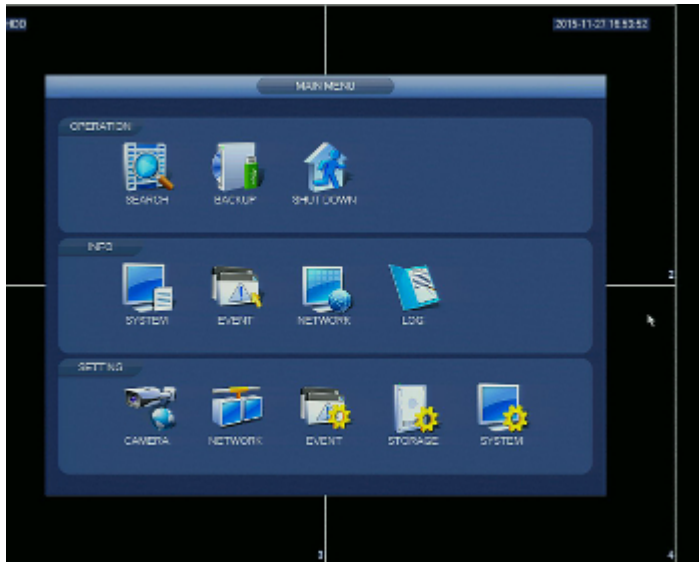 HDD
2015-11-27 16:53:52
MAIN MENU
OPERATION
SEARCH BACKUP SHUTDOWN
INFO
2
SYSTEM EVENT NETWORK LOG
SETTING
CAMERA NETWORK EVENT STORAGE SYSTEM
3 4